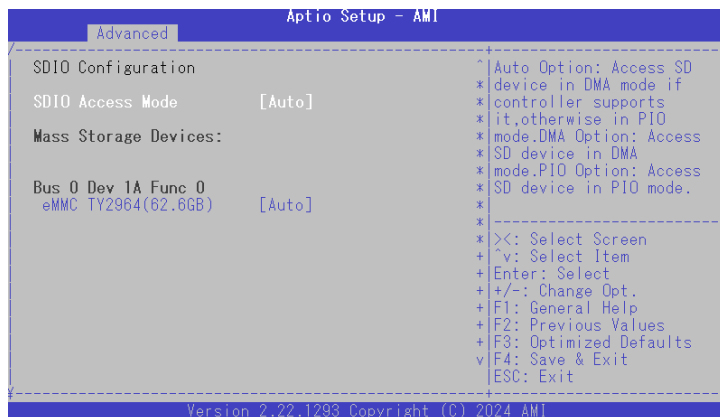 Aptio Setup - AMI
Advanced
SDIO Configuration
SDIO Access Mode [Auto]
Mass Storage Devices:
Bus 0 Dev 1A Func 0
eMMC TY2964(62.6GB) [Auto]
Auto Option: Access SD
device in DMA mode if
controller supports
it,otherwise in PIO
mode.DMA Option: Access
SD device in DMA
mode.PIO Option: Access
SD device in PIO mode.
><: Select Screen
^v: Select Item
Enter: Select
+/-: Change Opt.
F1: General Help
F2: Previous Values
F3: Optimized Defaults
F4: Save & Exit
ESC: Exit
Version 2.22.1293 Copyright (C) 2024 AMI